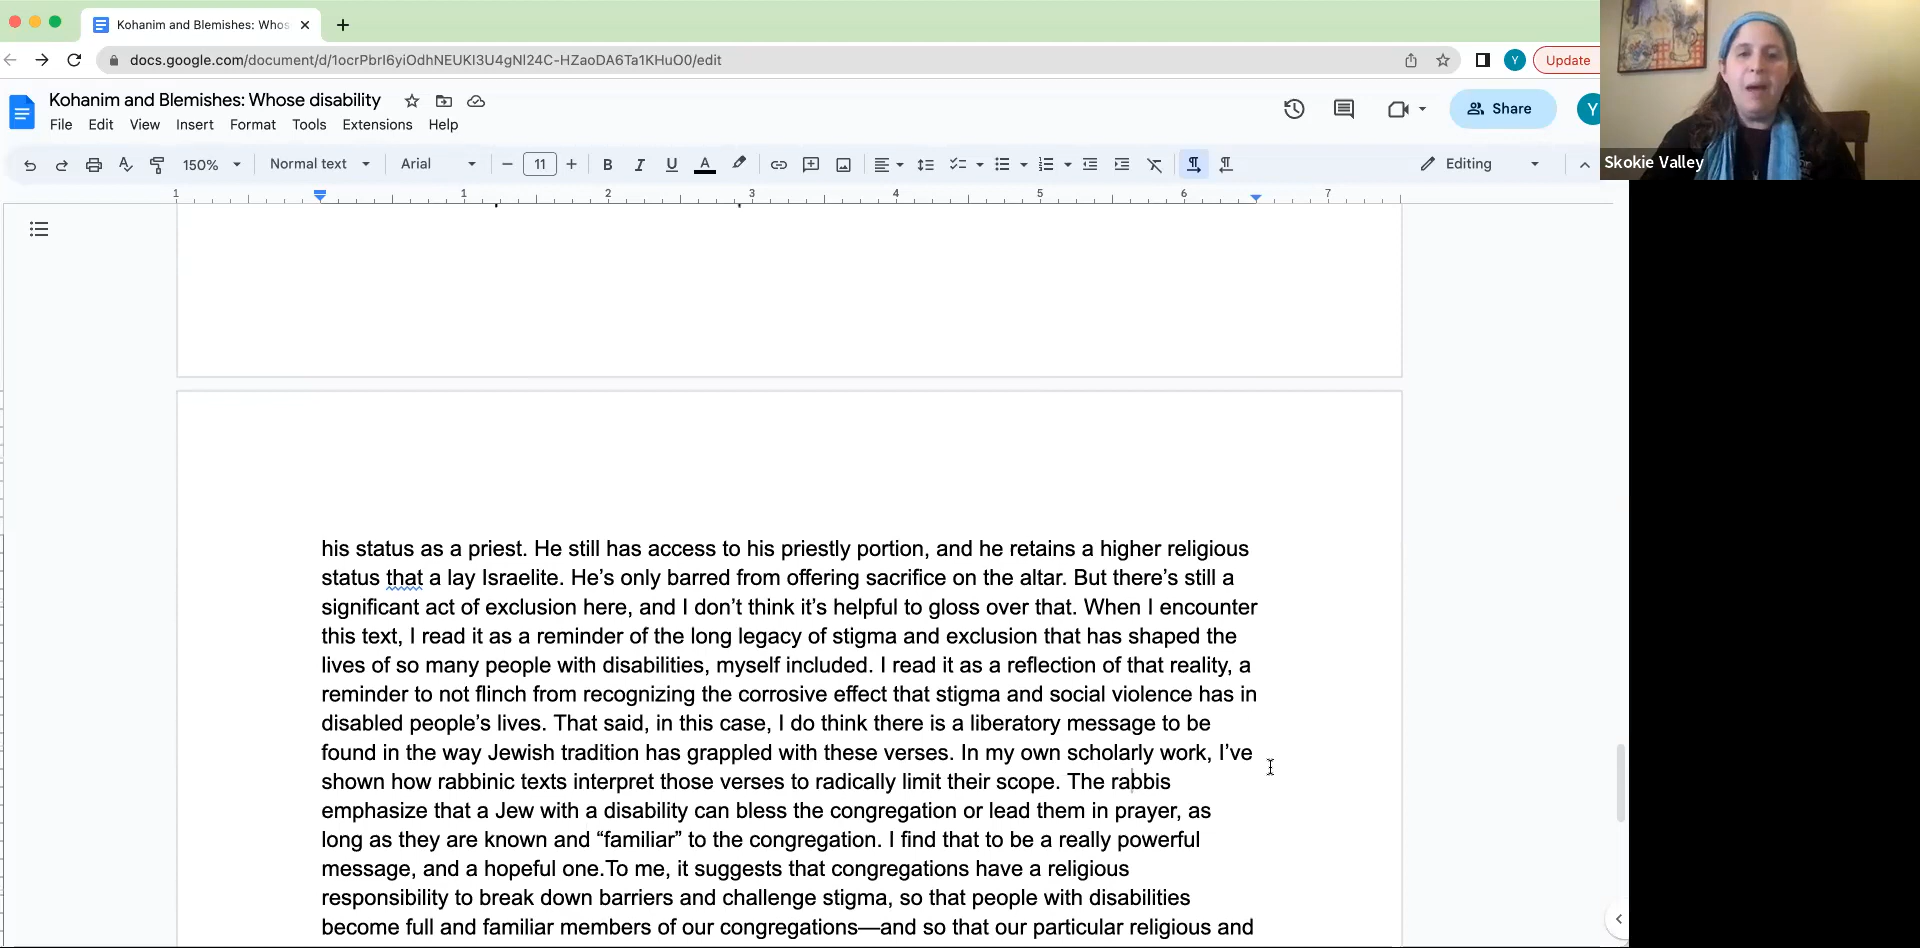 Kohanim and Blemishes: Whos
docs.google.com/document/d/1ocrPbrI6yiOdhNEUKI3U4gNl24C-HZaoDA6Ta1KHuO0/edit
Y
Update
Kohanim and Blemishes: Whose disability
File Edit View Insert Format Tools Extensions Help
Share
Y
150% Normal text Arial 11 B I U A Editing
Skokie Valley
1 1 2 3 4 5 6 7
his status as a priest. He still has access to his priestly portion, and he retains a higher religious
status that a lay Israelite. He’s only barred from offering sacrifice on the altar. But there’s still a
significant act of exclusion here, and I don’t think it’s helpful to gloss over that. When I encounter
this text, I read it as a reminder of the long legacy of stigma and exclusion that has shaped the
lives of so many people with disabilities, myself included. I read it as a reflection of that reality, a
reminder to not flinch from recognizing the corrosive effect that stigma and social violence has in
disabled people’s lives. That said, in this case, I do think there is a liberatory message to be
found in the way Jewish tradition has grappled with these verses. In my own scholarly work, I’ve
shown how rabbinic texts interpret those verses to radically limit their scope. The rabbis
emphasize that a Jew with a disability can bless the congregation or lead them in prayer, as
long as they are known and “familiar” to the congregation. I find that to be a really powerful
message, and a hopeful one.To me, it suggests that congregations have a religious
responsibility to break down barriers and challenge stigma, so that people with disabilities
become full and familiar members of our congregations—and so that our particular religious and